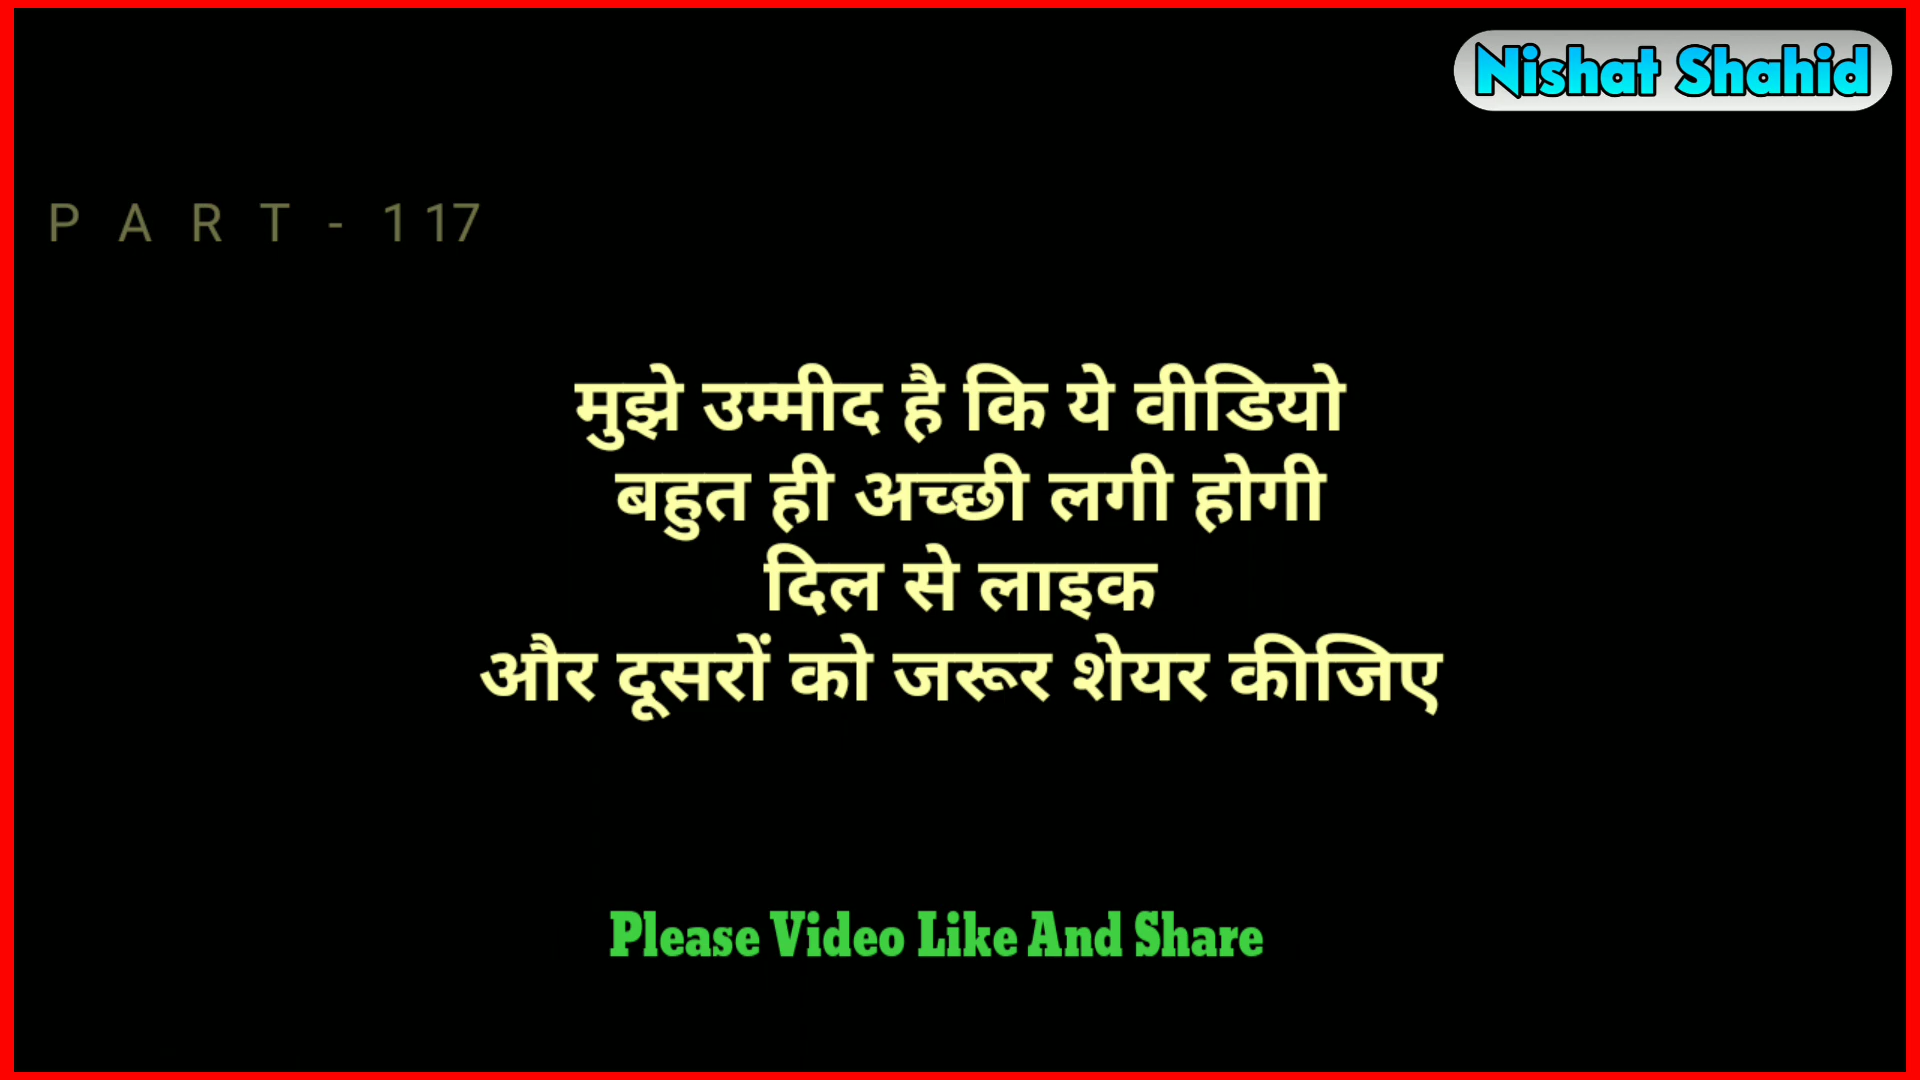 Nishat Shahid
P A R T - 117
मुझे उम्मीद है कि ये वीडियो
बहुत ही अच्छी लगी होगी
दिल से लाइक
और दूसरों को जरूर शेयर कीजिए
Please Video Like And Share